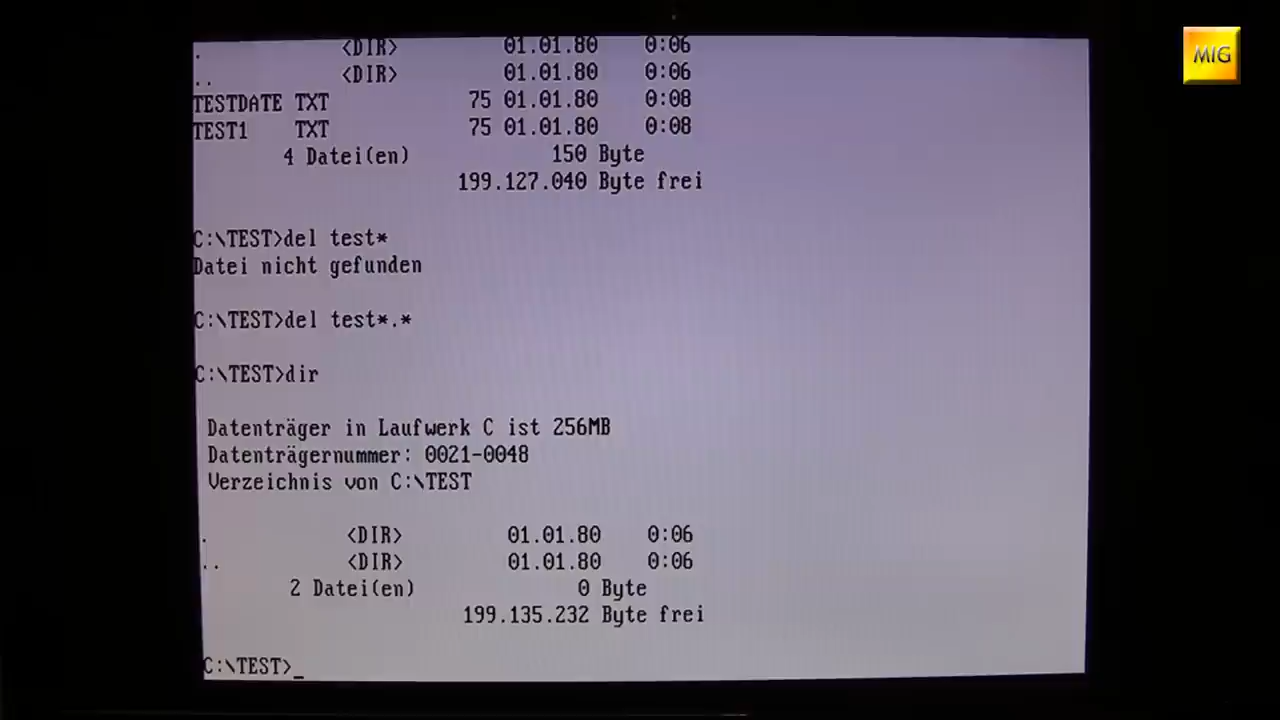 . <DIR> 01.01.80 0:06
.. <DIR> 01.01.80 0:06
TESTDATE TXT 75 01.01.80 0:08
TEST1 TXT 75 01.01.80 0:08
4 Datei(en) 150 Byte
199.127.040 Byte frei
C:\TEST>del test*
Datei nicht gefunden
C:\TEST>del test*.*
C:\TEST>dir
Datenträger in Laufwerk C ist 256MB
Datenträgernummer: 0021-0048
Verzeichnis von C:\TEST
. <DIR> 01.01.80 0:06
.. <DIR> 01.01.80 0:06
2 Datei(en) 0 Byte
199.135.232 Byte frei
C:\TEST>_
MIG